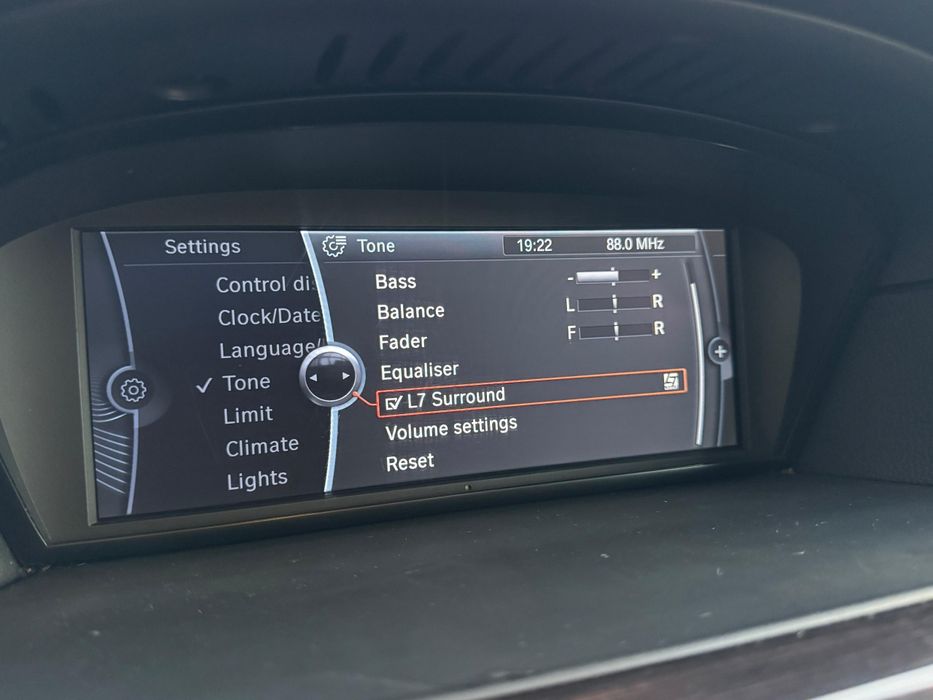 Settings
Control di
Clock/Date
Language/
✓ Tone
Limit
Climate
Lights
Tone
19:22 88.0 MHz
Bass - +
Balance L R
Fader F R
Equaliser
L7 Surround
Volume settings
Reset